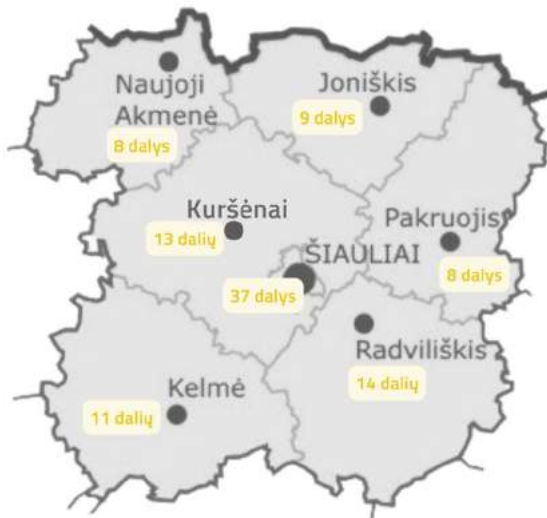 Naujoji
Akmenė
8 dalys
Joniškis
9 dalys
Kuršėnai
13 dalių
Pakruojis
8 dalys
ŠIAULIAI
37 dalys
Radviliškis
14 dalių
Kelmė
11 dalių